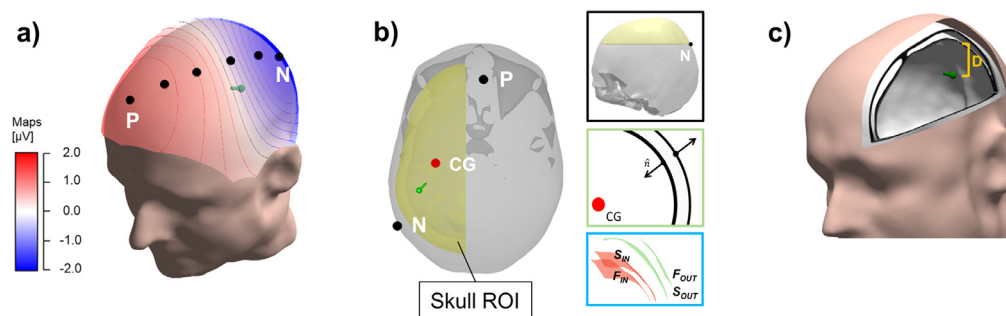 a)
P
N
Maps
[μV]
2.0
1.0
0.0
-1.0
-2.0
b)
P
CG
N
Skull ROI
N
n̂
CG
S_IN
F_IN
F_OUT
S_OUT
c)
D